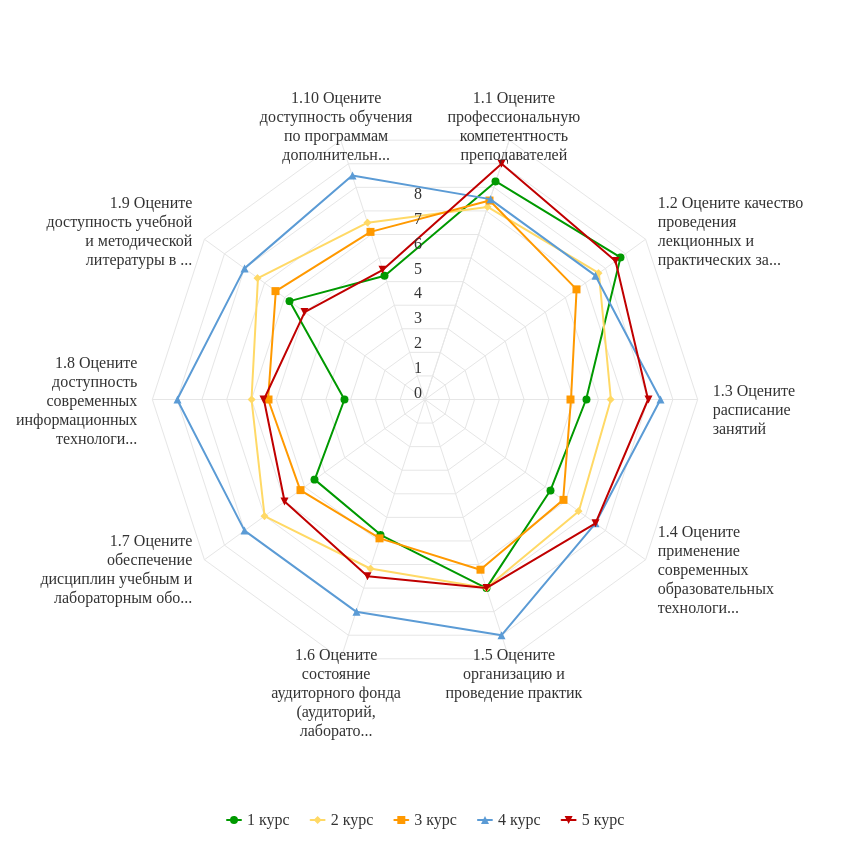 1.10 Оцените
доступность обучения
по программам
дополнительн...
1.1 Оцените
профессиональную
компетентность
преподавателей
1.9 Оцените
доступность учебной
и методической
литературы в ...
1.2 Оцените качество
проведения
лекционных и
практических за...
8
7
6
5
4
3
2
1
0
1.8 Оцените
доступность
современных
информационных
технологи...
1.3 Оцените
расписание
занятий
1.7 Оцените
обеспечение
дисциплин учебным и
лабораторным обо...
1.4 Оцените
применение
современных
образовательных
технологи...
1.6 Оцените
состояние
аудиторного фонда
(аудиторий,
лаборато...
1.5 Оцените
организацию и
проведение практик
1 курс 2 курс 3 курс 4 курс 5 курс